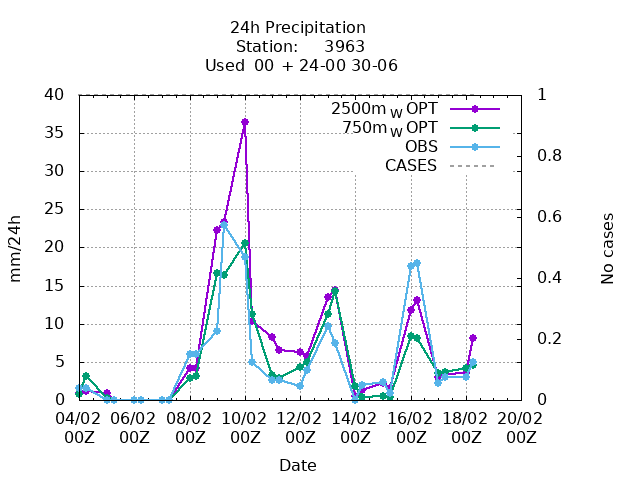 24h Precipitation
Station: 3963
Used 00 + 24-00 30-06
40 1
35
30 0.8
25 0.6
20
15 0.4
10 0.2
5
0 0
2500m W OPT
750m W OPT
OBS
CASES
mm/24h
No cases
04/02 06/02 08/02 10/02 12/02 14/02 16/02 18/02 20/02
00Z 00Z 00Z 00Z 00Z 00Z 00Z 00Z 00Z
Date